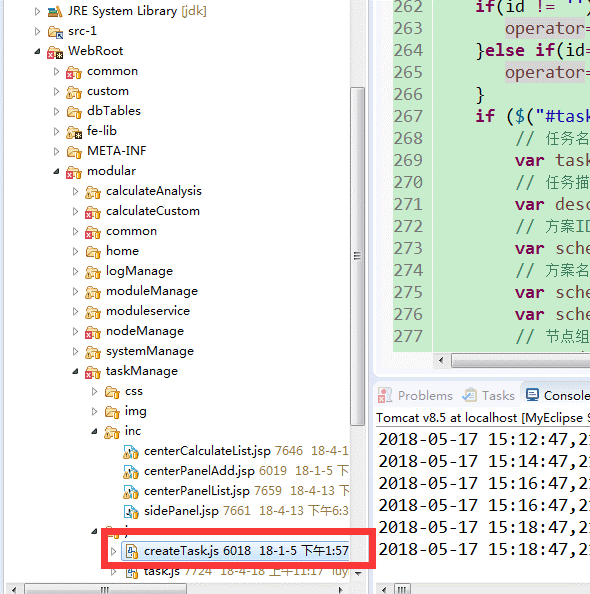 JRE System Library [jdk]
src-1
WebRoot
common
custom
dbTables
fe-lib
META-INF
modular
calculateAnalysis
calculateCustom
common
home
logManage
moduleManage
moduleservice
nodeManage
systemManage
taskManage
css
img
inc
centerCalculateList.jsp 7646 18-4-1
centerPanelAdd.jsp 6019 18-1-5 下
centerPanelList.jsp 7659 18-4-13 下
sidePanel.jsp 7661 18-4-13 下午6:3
createTask.js 6018 18-1-5 下午1:57
task.js 7724 18-4-18 上午11:17
262 if(id != '')
263 operator=
264 }else if(id=
265 operator=
266 }
267 if ($("#task
268 // 任务名
269 var task
270 // 任务描
271 var desc
272 // 方案ID
273 var sche
274 // 方案名
275 var sche
276 var sche
277 // 节点组
Problems Tasks Console
Tomcat v8.5 at localhost [MyEclipse S
2018-05-17 15:12:47,2
2018-05-17 15:14:47,2
2018-05-17 15:16:47,2
2018-05-17 15:16:47,2
2018-05-17 15:18:47,2
2018-05-17 15:18:47,2